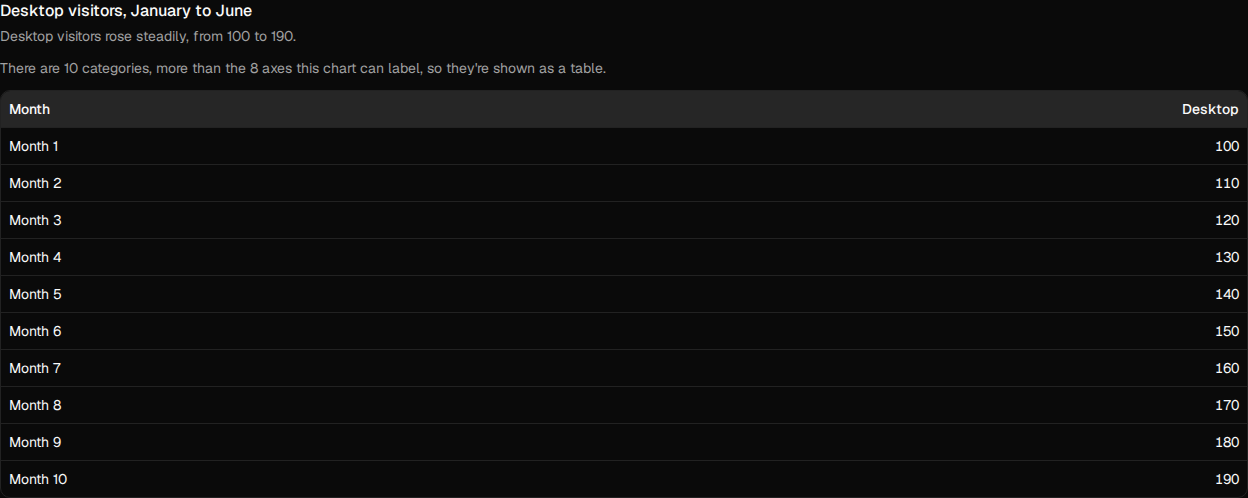 Desktop visitors, January to June
Desktop visitors rose steadily, from 100 to 190.
There are 10 categories, more than the 8 axes this chart can label, so they're shown as a table.
Month Desktop
Month 1 100
Month 2 110
Month 3 120
Month 4 130
Month 5 140
Month 6 150
Month 7 160
Month 8 170
Month 9 180
Month 10 190